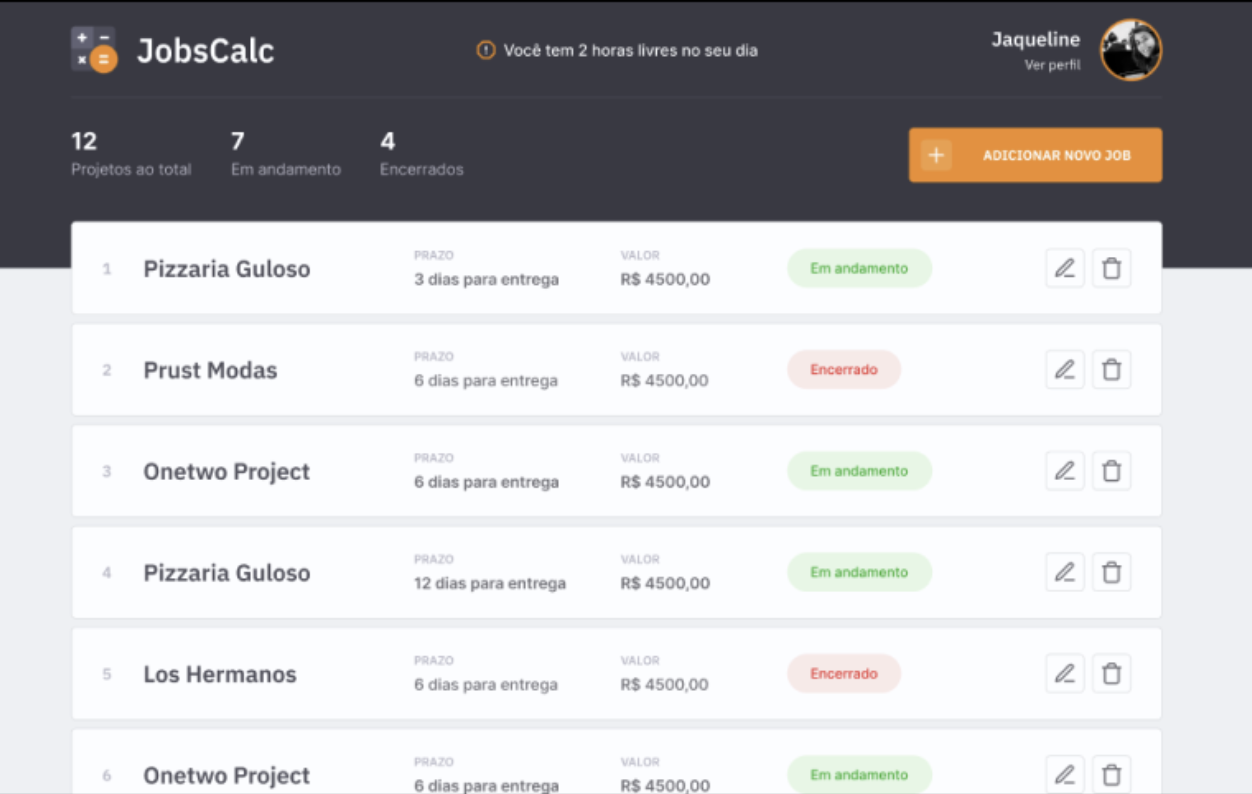 JobsCalc
Você tem 2 horas livres no seu dia
Jaqueline
Ver perfil
12
Projetos ao total
7
Em andamento
4
Encerrados
ADICIONAR NOVO JOB
1
Pizzaria Guloso
PRAZO
3 dias para entrega
VALOR
R$ 4500,00
Em andamento
2
Prust Modas
PRAZO
6 dias para entrega
VALOR
R$ 4500,00
Encerrado
3
Onetwo Project
PRAZO
6 dias para entrega
VALOR
R$ 4500,00
Em andamento
4
Pizzaria Guloso
PRAZO
12 dias para entrega
VALOR
R$ 4500,00
Em andamento
5
Los Hermanos
PRAZO
6 dias para entrega
VALOR
R$ 4500,00
Encerrado
6
Onetwo Project
PRAZO
6 dias para entrega
VALOR
R$ 4500,00
Em andamento